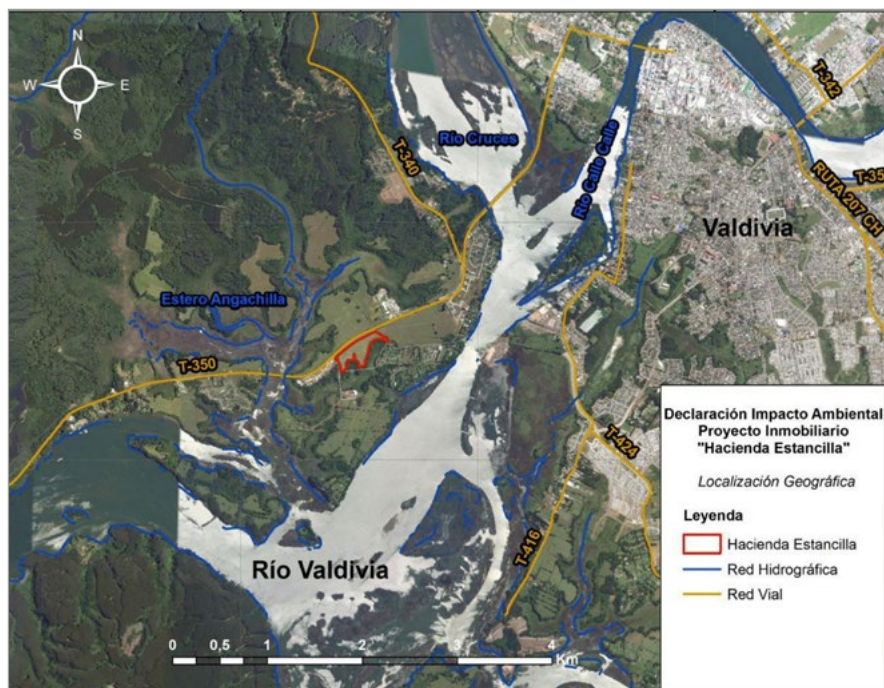 N
W E
S
Río Cruces
T-340
T-342
Río Calle Calle
T-35
RUTA 207 CH
Valdivia
Estero Angachilla
T-350
T-424
T-416
Río Valdivia
0 0,5 1 2 3 4
Km
Declaración Impacto Ambiental
Proyecto Inmobiliario
"Hacienda Estancilla"
Localización Geográfica
Leyenda
Hacienda Estancilla
Red Hidrográfica
Red Vial